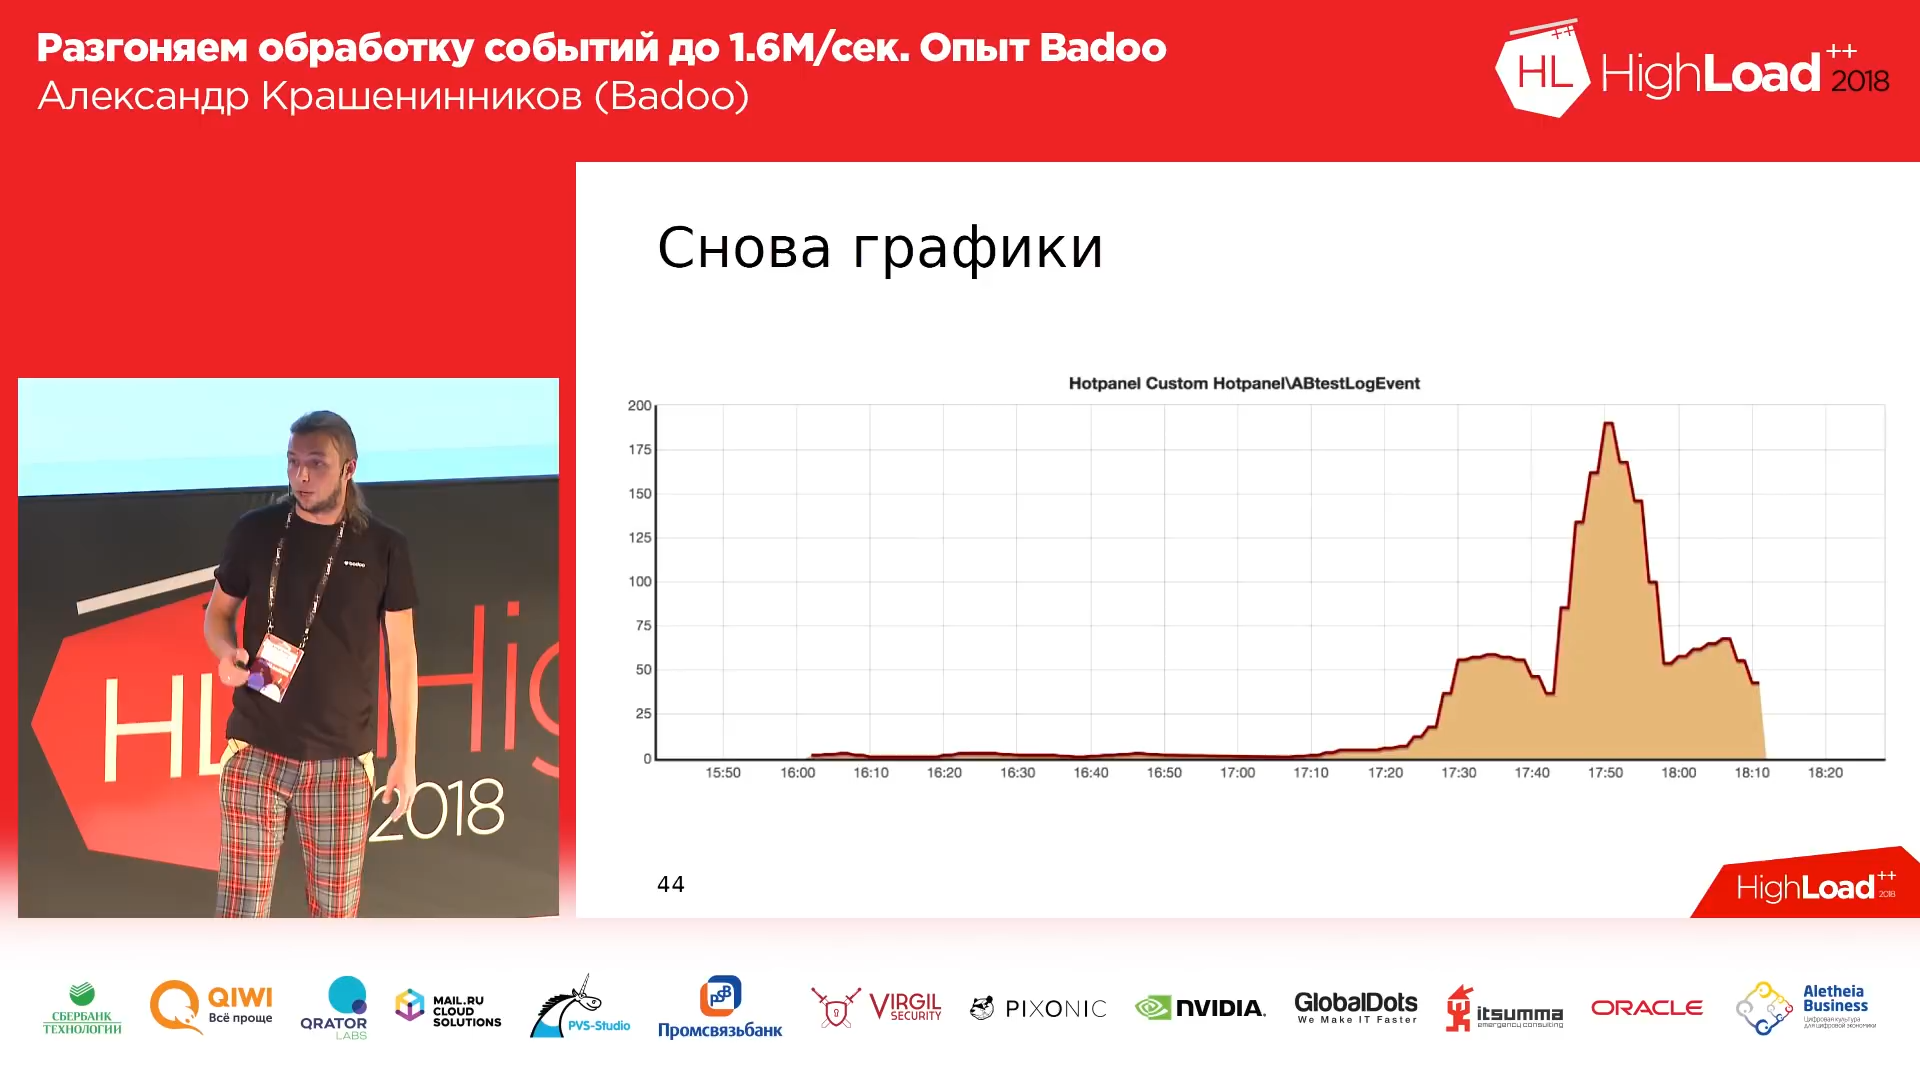 Разгоняем обработку событий до 1.6М/сек. Опыт Badoo
Александр Крашенинников (Badoo)
HL ++
HighLoad ++ 2018
Снова графики
Hotpanel Custom Hotpanel\ABtestLogEvent
200
175
150
125
100
75
50
25
0
15:50 16:00 16:10 16:20 16:30 16:40 16:50 17:00 17:10 17:20 17:30 17:40 17:50 18:00 18:10 18:20
44
HighLoad ++ 2018
badoo
HL Hig
2018
СБЕРБАНК
ТЕХНОЛОГИИ
QIWI
Всё проще
QRATOR
LABS
MAIL.RU
CLOUD
SOLUTIONS
PVS-Studio
PSB
Промсвязьбанк
VIRGIL
SECURITY
PIXONIC
NVIDIA.
GlobalDots
We Make IT Faster
itsumma
emergency consulting
ORACLE
Aletheia
Business
Цифровая культура
для цифровой экономики